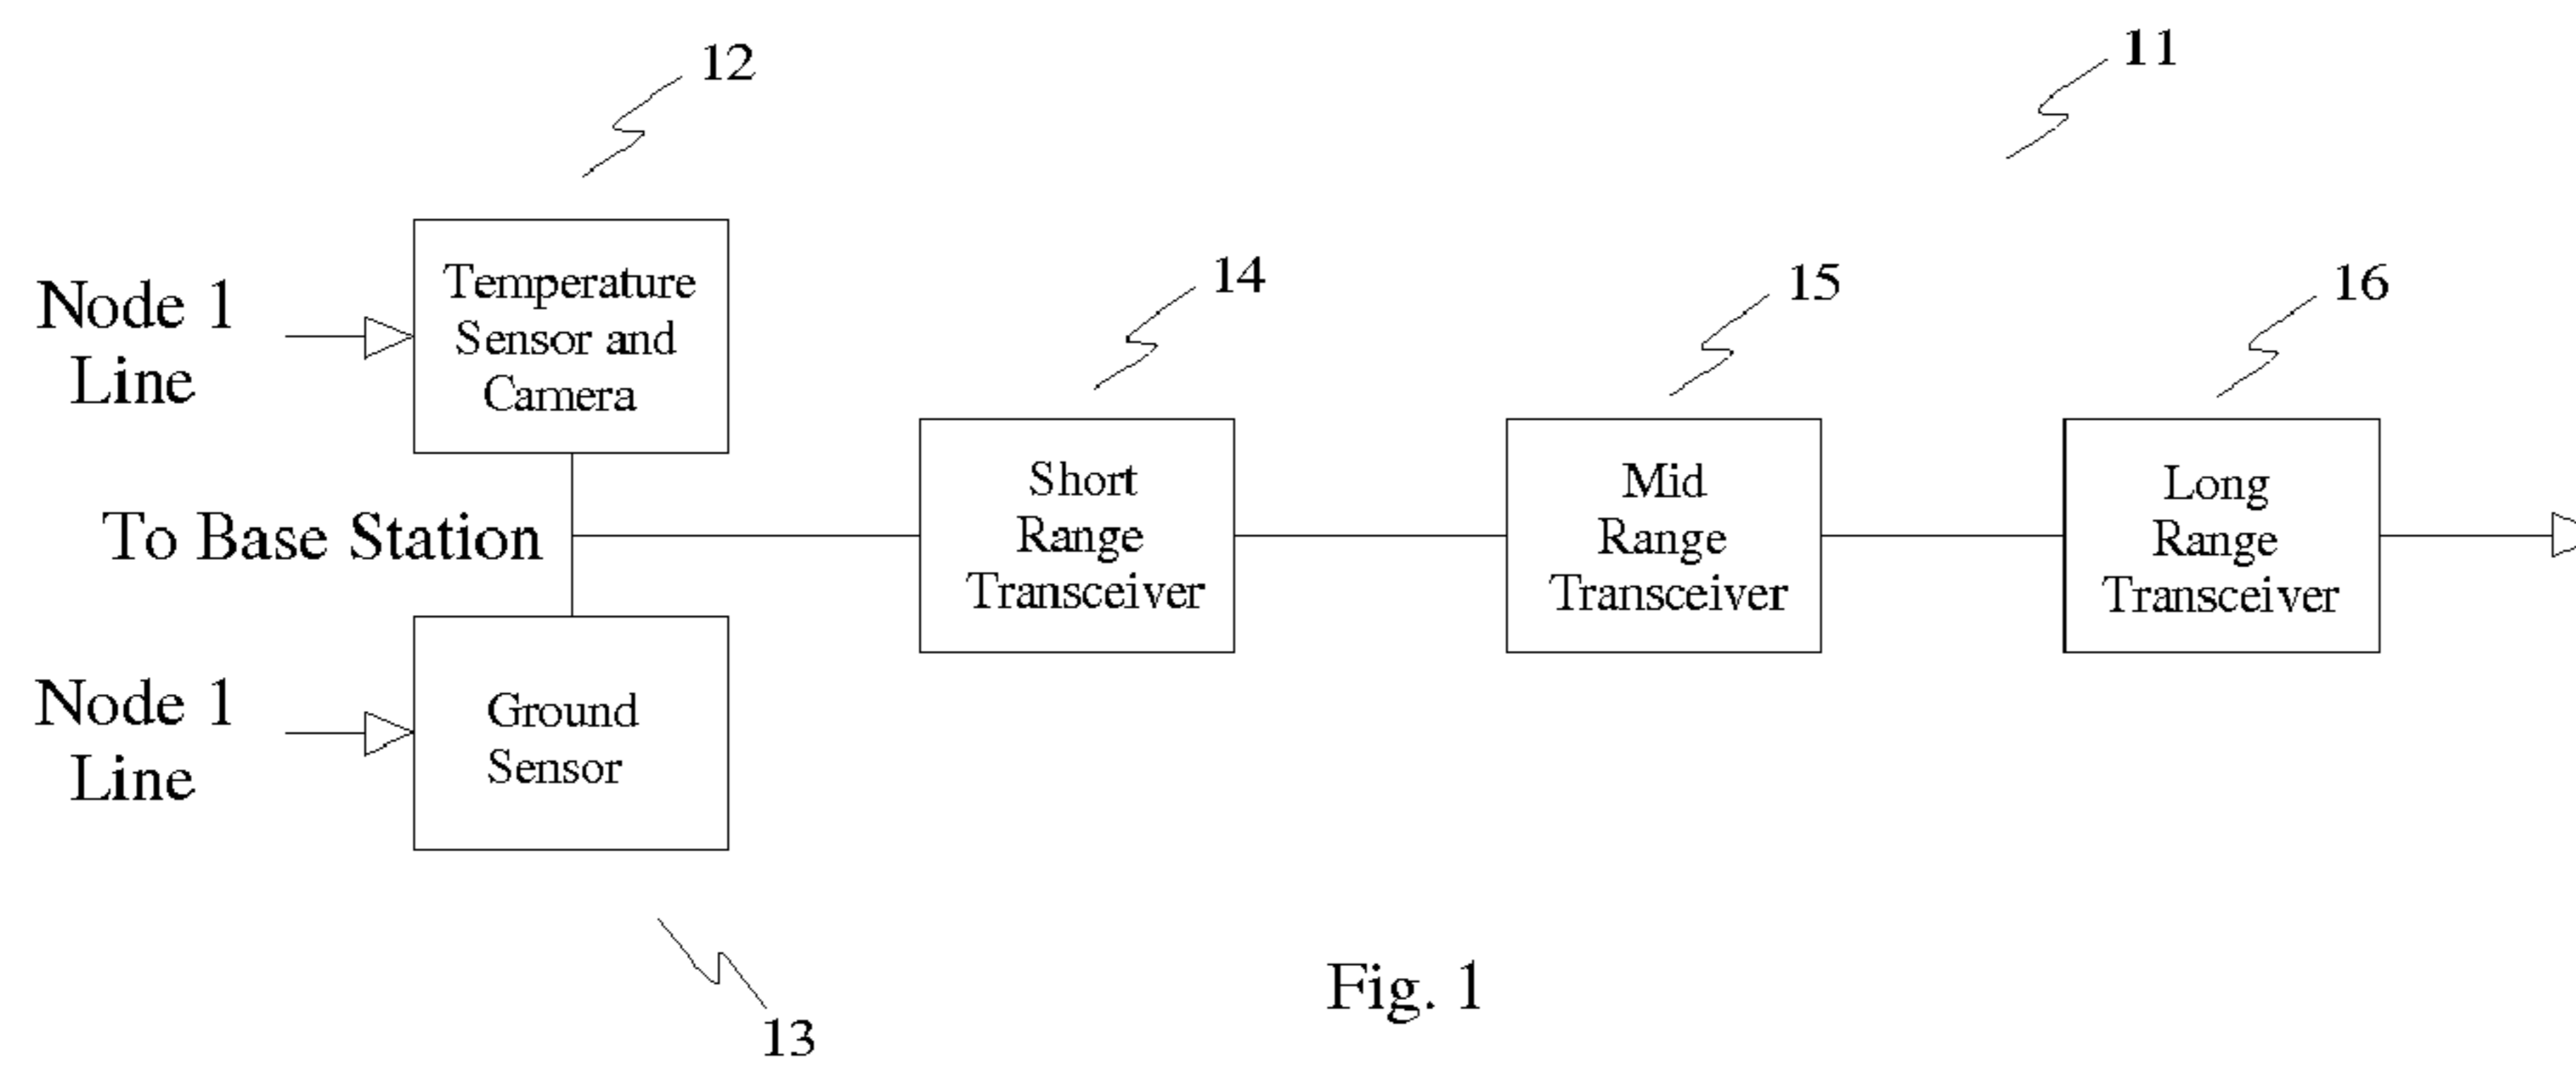 12
11
Node 1
Line
Temperature
Sensor and
Camera
14
15
16
To Base Station
Short
Range
Transceiver
Mid
Range
Transceiver
Long
Range
Transceiver
Node 1
Line
Ground
Sensor
13
Fig. 1